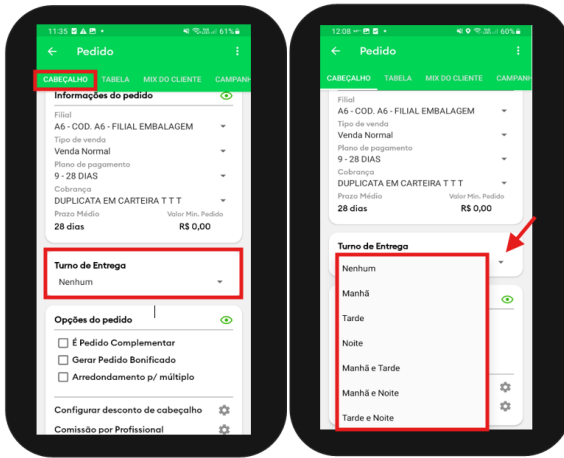 11:35 61%
Pedido
CABEÇALHO TABELA MIX DO CLIENTE CAMPANH
Informações do pedido
Filial
A6 - COD. A6 - FILIAL EMBALAGEM
Tipo de venda
Venda Normal
Plano de pagamento
9 - 28 DIAS
Cobrança
DUPLICATA EM CARTEIRA T T T
Prazo Médio Valor Min. Pedido
28 dias R$ 0,00
Turno de Entrega
Nenhum
Opções do pedido
É Pedido Complementar
Gerar Pedido Bonificado
Arredondamento p/ múltiplo
Configurar desconto de cabeçalho
Comissão por Profissional
12:08 60%
Pedido
CABEÇALHO TABELA MIX DO CLIENTE CAMPAN
Filial
A6 - COD. A6 - FILIAL EMBALAGEM
Tipo de venda
Venda Normal
Plano de pagamento
9 - 28 DIAS
Cobrança
DUPLICATA EM CARTEIRA T T T
Prazo Médio Valor Min. Pedido
28 dias R$ 0,00
Turno de Entrega
Nenhum
Manhã
Tarde
Noite
Manhã e Tarde
Manhã e Noite
Tarde e Noite